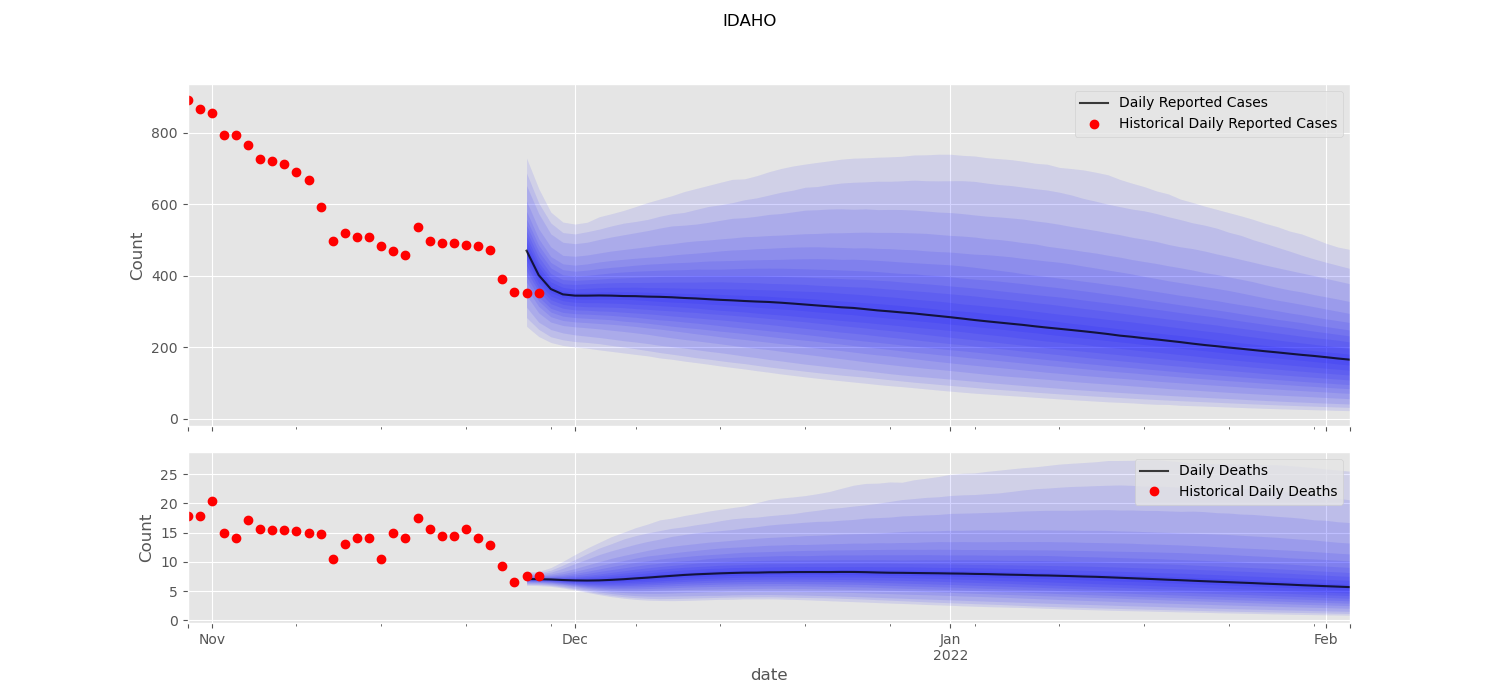 IDAHO
Daily Reported Cases
Historical Daily Reported Cases
Count
800
600
400
200
0
Daily Deaths
Historical Daily Deaths
Count
25
20
15
10
5
0
Nov
Dec
Jan
2022
Feb
date